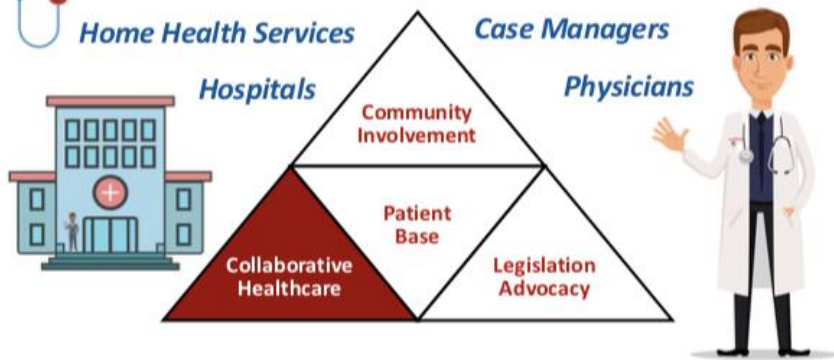 Home Health Services
Case Managers
Hospitals
Physicians
Community
Involvement
Patient
Base
Collaborative
Healthcare
Legislation
Advocacy